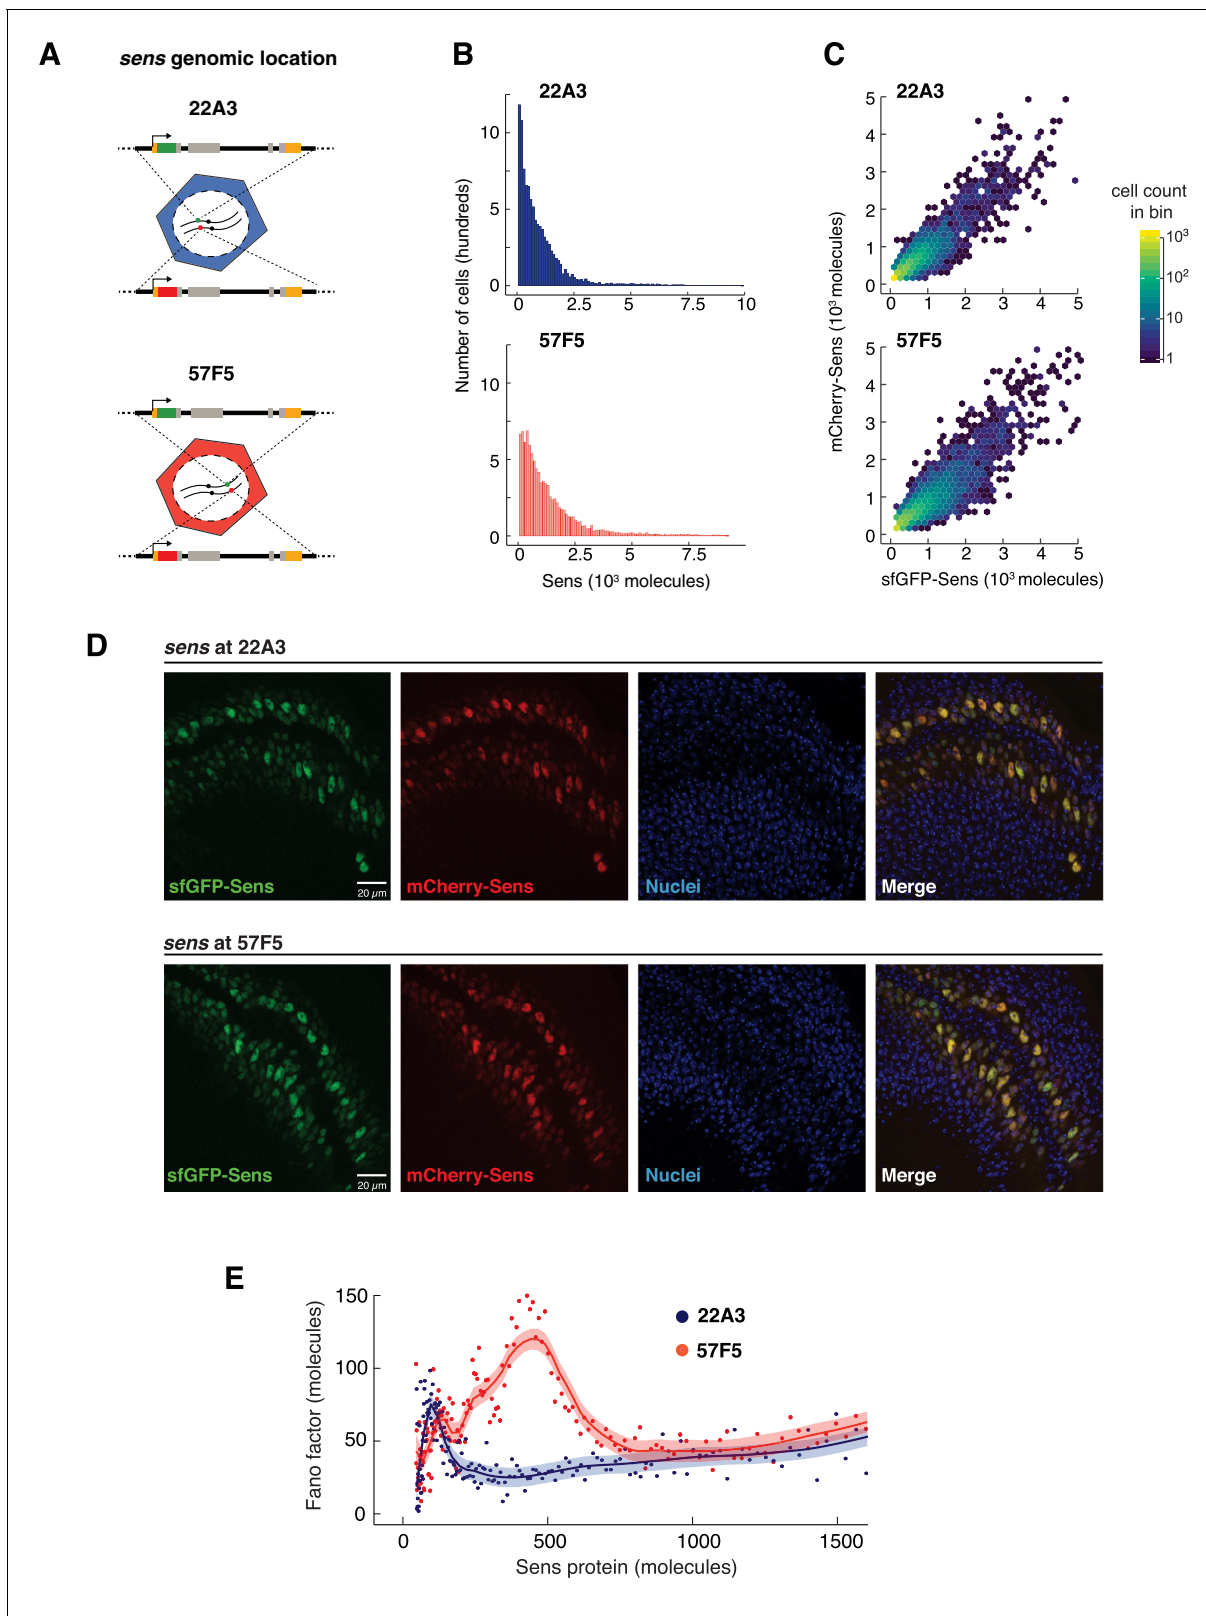 A
sens genomic location
22A3
57F5
B
22A3
10
5
0
0 2.5 5 7.5 10
57F5
10
5
0
0 2.5 5 7.5
Number of cells (hundreds)
Sens (10³ molecules)
C
22A3
5
4
3
2
1
0
0 1 2 3 4 5
57F5
5
4
3
2
1
0
0 1 2 3 4 5
mCherry-Sens (10³ molecules)
sfGFP-Sens (10³ molecules)
cell count
in bin
10³
10²
10
1
D
sens at 22A3
sfGFP-Sens
20 µm
mCherry-Sens
Nuclei
Merge
sens at 57F5
sfGFP-Sens
20 µm
mCherry-Sens
Nuclei
Merge
E
150
100
50
0
Fano factor (molecules)
22A3
57F5
0 500 1000 1500
Sens protein (molecules)